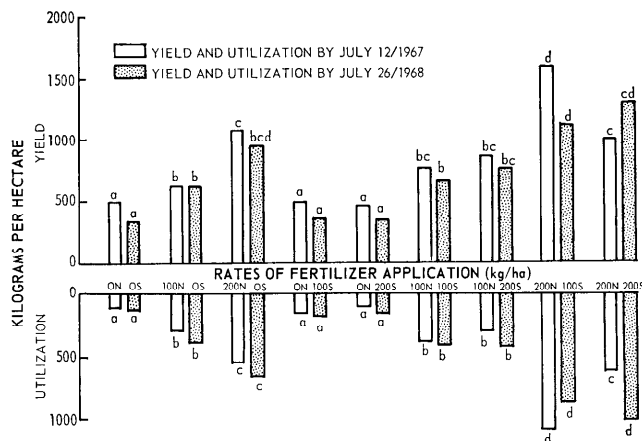 2000
YIELD AND UTILIZATION BY JULY 12/1967
YIELD AND UTILIZATION BY JULY 26/1968
1500
1000
500
0
KILOGRAMS PER HECTARE
YIELD
a a b b c bcd a a a a bc b bc bc d d c cd
RATES OF FERTILIZER APPLICATION (kg/ha)
0N 0S 100N 0S 200N 0S 0N 100S 0N 200S 100N 100S 100N 200S 200N 100S 200N 200S
0
500
1000
UTILIZATION
a a b b c c a a a a b b b b d d c d